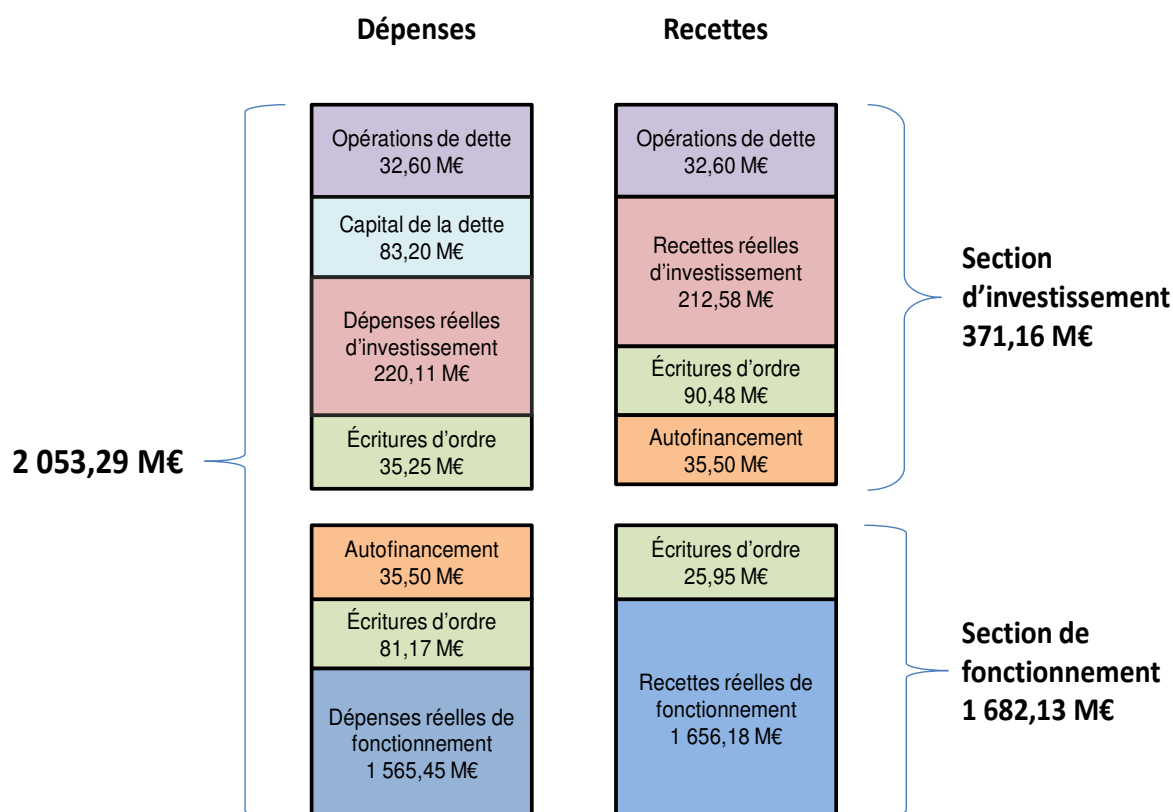 Dépenses
Recettes
Opérations de dette
32,60 M€
Capital de la dette
83,20 M€
Dépenses réelles
d’investissement
220,11 M€
Écritures d’ordre
35,25 M€
Opérations de dette
32,60 M€
Recettes réelles
d’investissement
212,58 M€
Écritures d’ordre
90,48 M€
Autofinancement
35,50 M€
Section
d’investissement
371,16 M€
2 053,29 M€
Autofinancement
35,50 M€
Écritures d’ordre
81,17 M€
Dépenses réelles de
fonctionnement
1 565,45 M€
Écritures d’ordre
25,95 M€
Recettes réelles de
fonctionnement
1 656,18 M€
Section de
fonctionnement
1 682,13 M€